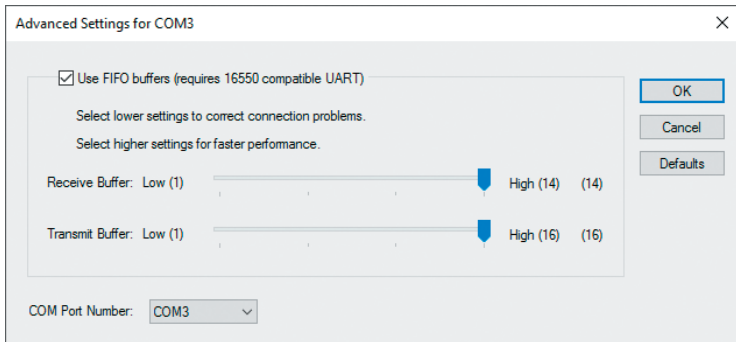 Advanced Settings for COM3
Use FIFO buffers (requires 16550 compatible UART)
OK
Select lower settings to correct connection problems.
Cancel
Select higher settings for faster performance.
Defaults
Receive Buffer: Low (1) High (14) (14)
Transmit Buffer: Low (1) High (16) (16)
COM Port Number: COM3